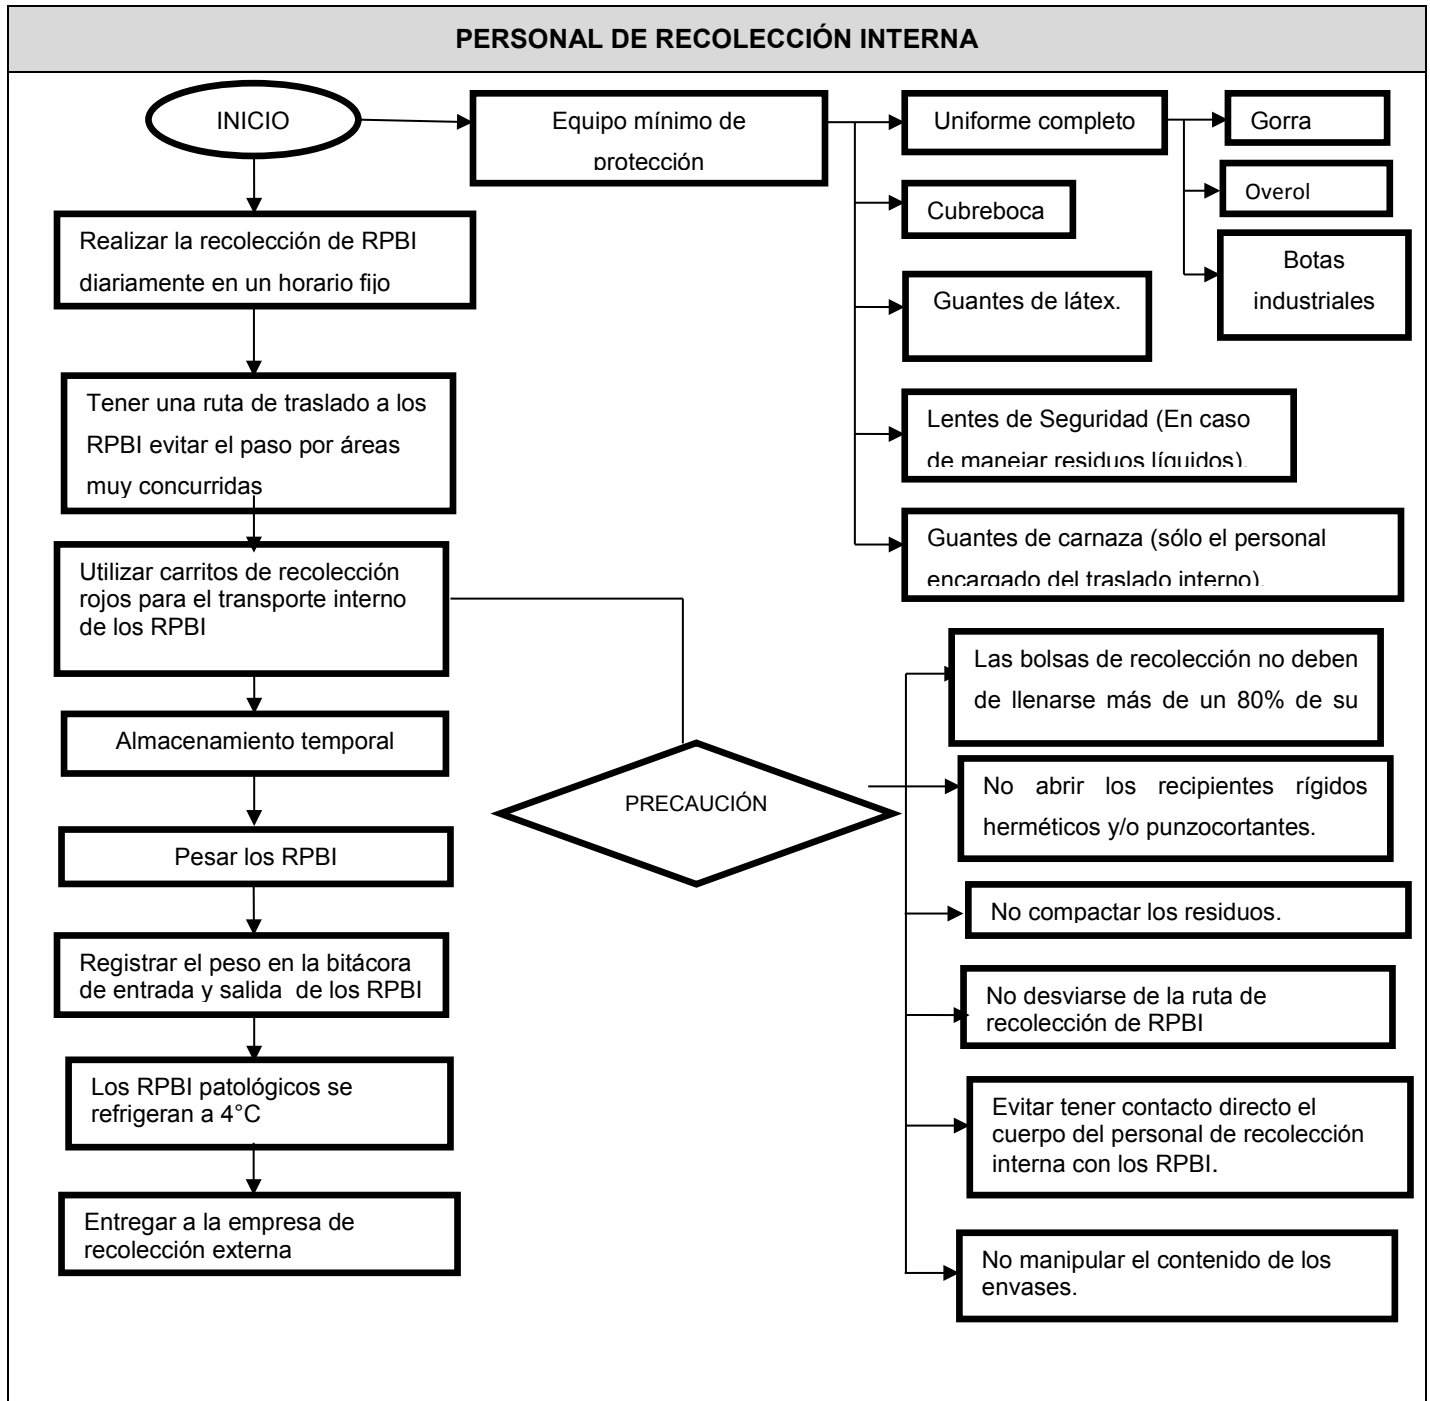 PERSONAL DE RECOLECCIÓN INTERNA
INICIO
Equipo mínimo de
protección
Uniforme completo
Gorra
Overol
Botas
industriales
Cubreboca
Guantes de látex.
Lentes de Seguridad (En caso
de manejar residuos líquidos).
Guantes de carnaza (sólo el personal
encargado del traslado interno).
Realizar la recolección de RPBI
diariamente en un horario fijo
Tener una ruta de traslado a los
RPBI evitar el paso por áreas
muy concurridas
Utilizar carritos de recolección
rojos para el transporte interno
de los RPBI
Almacenamiento temporal
Pesar los RPBI
Registrar el peso en la bitácora
de entrada y salida de los RPBI
Los RPBI patológicos se
refrigeran a 4°C
Entregar a la empresa de
recolección externa
PRECAUCIÓN
Las bolsas de recolección no deben
de llenarse más de un 80% de su
No abrir los recipientes rígidos
herméticos y/o punzocortantes.
No compactar los residuos.
No desviarse de la ruta de
recolección de RPBI
Evitar tener contacto directo el
cuerpo del personal de recolección
interna con los RPBI.
No manipular el contenido de los
envases.